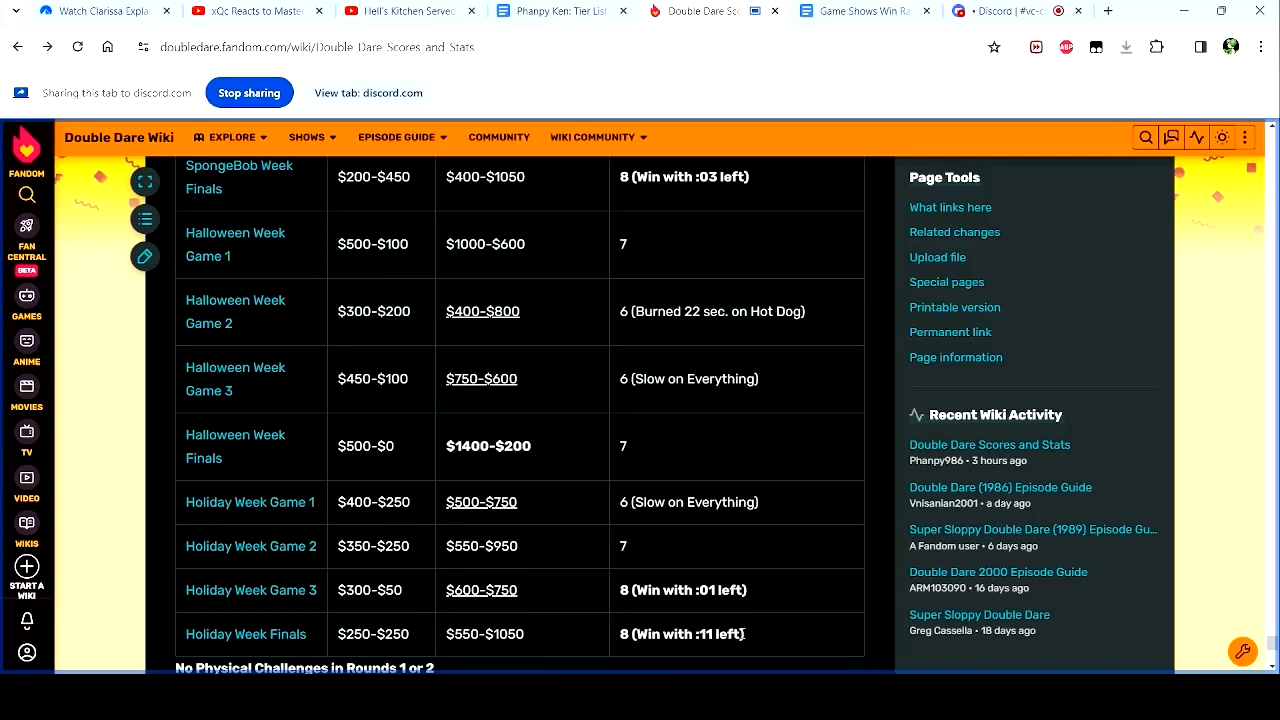 Watch Clarissa Expla
xQc Reacts to Master
Hell's Kitchen Served
Phanpy Ken: Tier List
Double Dare Sco
Game Shows Win Ra
• Discord | #vc-c
doubledare.fandom.com/wiki/Double_Dare_Scores_and_Stats
ABP
Sharing this tab to discord.com
Stop sharing
View tab: discord.com
FANDOM
FAN CENTRAL
BETA
GAMES
ANIME
MOVIES
TV
VIDEO
WIKIS
START A WIKI
Double Dare Wiki
EXPLORE
SHOWS
EPISODE GUIDE
COMMUNITY
WIKI COMMUNITY
SpongeBob Week Finals $200-$450 $400-$1050 8 (Win with :03 left)
Halloween Week Game 1 $500-$100 $1000-$600 7
Halloween Week Game 2 $300-$200 $400-$800 6 (Burned 22 sec. on Hot Dog)
Halloween Week Game 3 $450-$100 $750-$600 6 (Slow on Everything)
Halloween Week Finals $500-$0 $1400-$200 7
Holiday Week Game 1 $400-$250 $500-$750 6 (Slow on Everything)
Holiday Week Game 2 $350-$250 $550-$950 7
Holiday Week Game 3 $300-$50 $600-$750 8 (Win with :01 left)
Holiday Week Finals $250-$250 $550-$1050 8 (Win with :11 left)
No Physical Challenges in Rounds 1 or 2
Page Tools
What links here
Related changes
Upload file
Special pages
Printable version
Permanent link
Page information
Recent Wiki Activity
Double Dare Scores and Stats
Phanpy986 • 3 hours ago
Double Dare (1986) Episode Guide
Vnisanian2001 • a day ago
Super Sloppy Double Dare (1989) Episode Gu...
A Fandom user • 6 days ago
Double Dare 2000 Episode Guide
ARM103090 • 16 days ago
Super Sloppy Double Dare
Greg Cassella • 18 days ago